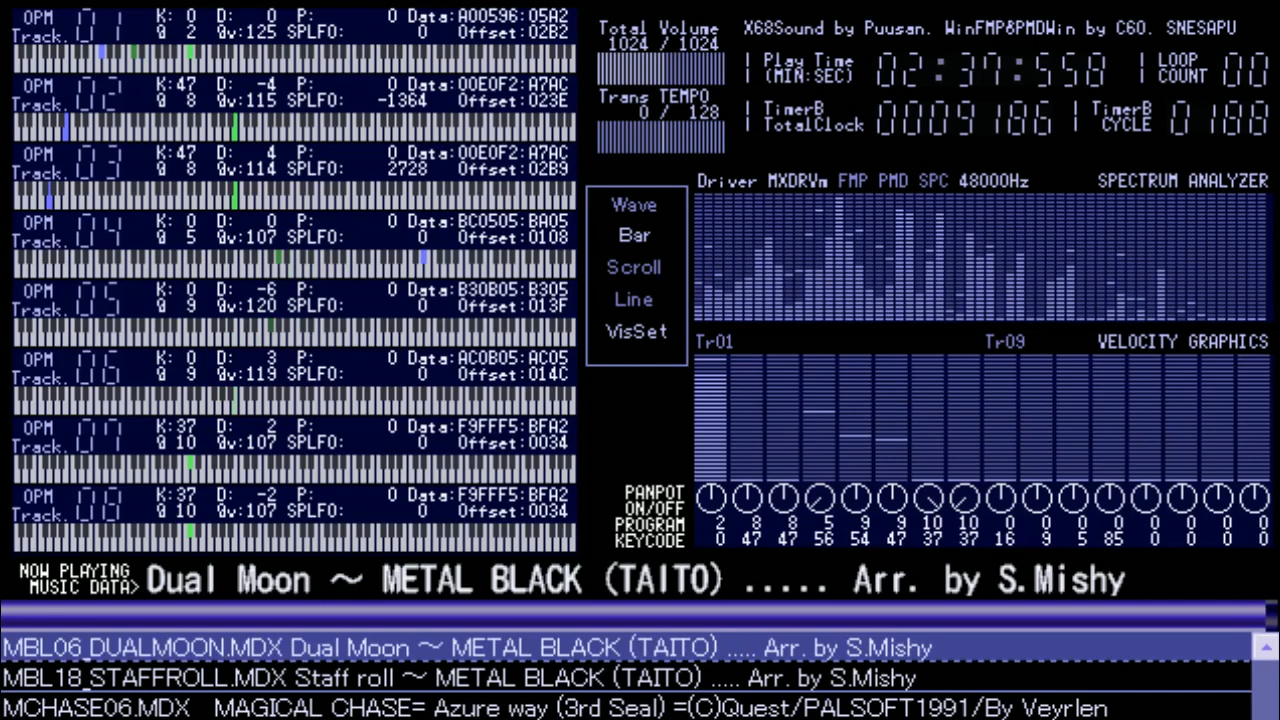 OPM K: 0 D: 0 P: 0 Data:A00596:05A2
Track. 01 @ 2 @v:125 SPLFO: 0 Offset:02B2
OPM K:47 D: -4 P: 0 Data:00E0F2:A7AC
Track. 02 @ 8 @v:115 SPLFO: -1364 Offset:023E
OPM K:47 D: 4 P: 0 Data:00E0F2:A7AC
Track. 03 @ 8 @v:114 SPLFO: 2728 Offset:02B9
OPM K: 0 D: 0 P: 0 Data:BC0505:BA05
Track. 04 @ 5 @v:107 SPLFO: 0 Offset:0108
OPM K: 0 D: -6 P: 0 Data:B30B05:B305
Track. 05 @ 9 @v:120 SPLFO: 0 Offset:013F
OPM K: 0 D: 3 P: 0 Data:AC0B05:AC05
Track. 06 @ 9 @v:119 SPLFO: 0 Offset:014C
OPM K:37 D: 2 P: 0 Data:F9FFF5:BFA2
Track. 07 @ 10 @v:107 SPLFO: 0 Offset:0034
OPM K:37 D: -2 P: 0 Data:F9FFF5:BFA2
Track. 08 @ 10 @v:107 SPLFO: 0 Offset:0034
Total Volume
1024 / 1024
Trans TEMPO
0 / 128
X68Sound by Puusan. WinFMP&PMDWin by C60. SNESAPU
Play Time
(MIN:SEC) 02:37:558
LOOP
COUNT 00
TimerB
TotalClock 0009186
TimerB
CYCLE 0188
Driver MXDRVm FMP PMD SPC 48000Hz SPECTRUM ANALYZER
Wave
Bar
Scroll
Line
VisSet
Tr01 Tr09 VELOCITY GRAPHICS
PANPOT
ON/OFF
PROGRAM 2 8 8 5 9 9 10 10 0 0 0 0 0 0 0 0
KEYCODE 0 47 47 56 54 47 37 37 16 9 5 85 0 0 0 0
NOW PLAYING
MUSIC DATA> Dual Moon ～ METAL BLACK (TAITO) ..... Arr. by S.Mishy
MBL06_DUALMOON.MDX Dual Moon ～ METAL BLACK (TAITO) ..... Arr. by S.Mishy
MBL18_STAFFROLL.MDX Staff roll ～ METAL BLACK (TAITO) ..... Arr. by S.Mishy
MCHASE06.MDX MAGICAL CHASE= Azure way (3rd Seal) =(C)Quest/PALSOFT1991/By Veyrlen